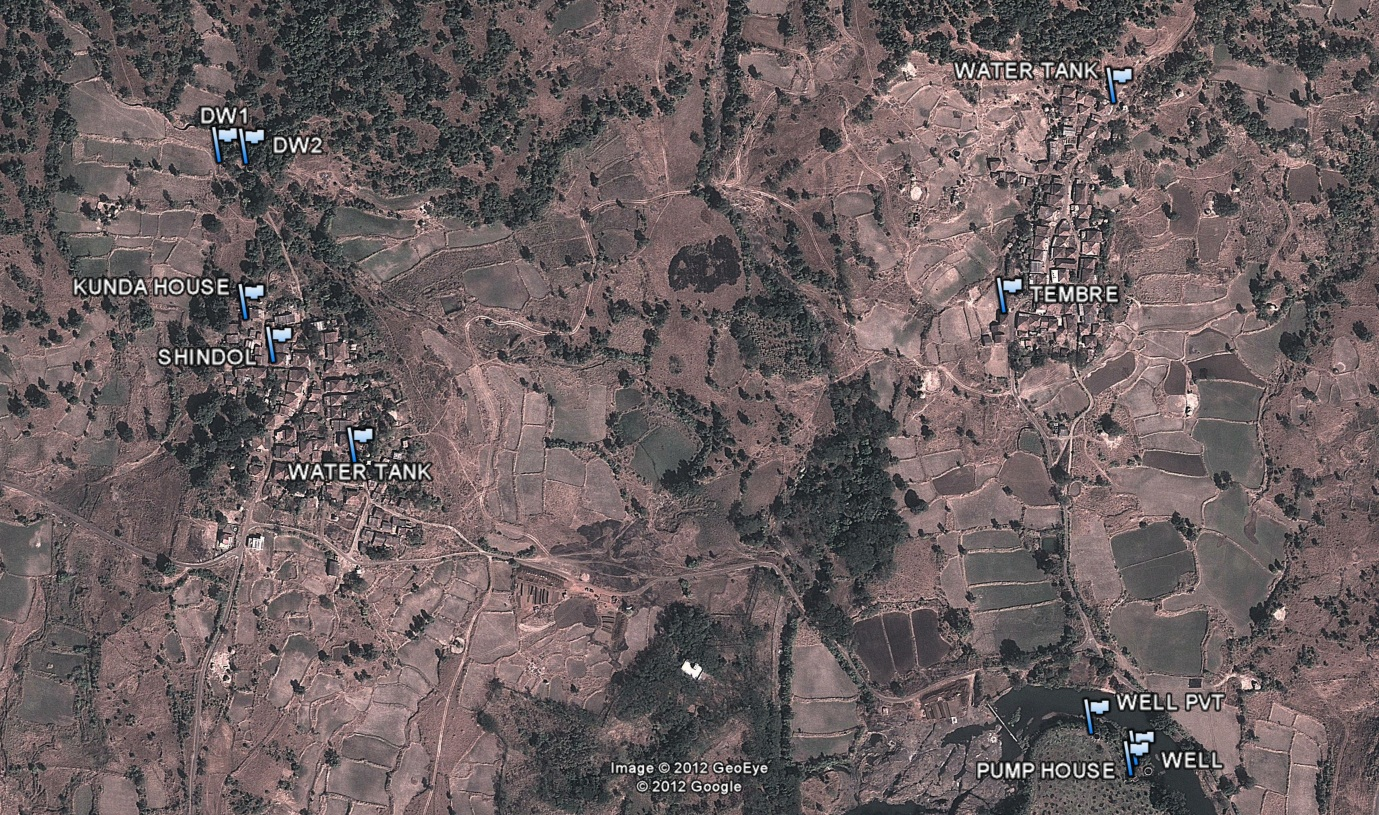 WATER TANK
DW1
DW2
KUNDA HOUSE
TEMBRE
SHINDOL
WATER TANK
WELL PVT
WELL
PUMP HOUSE
Image © 2012 GeoEye
© 2012 Google